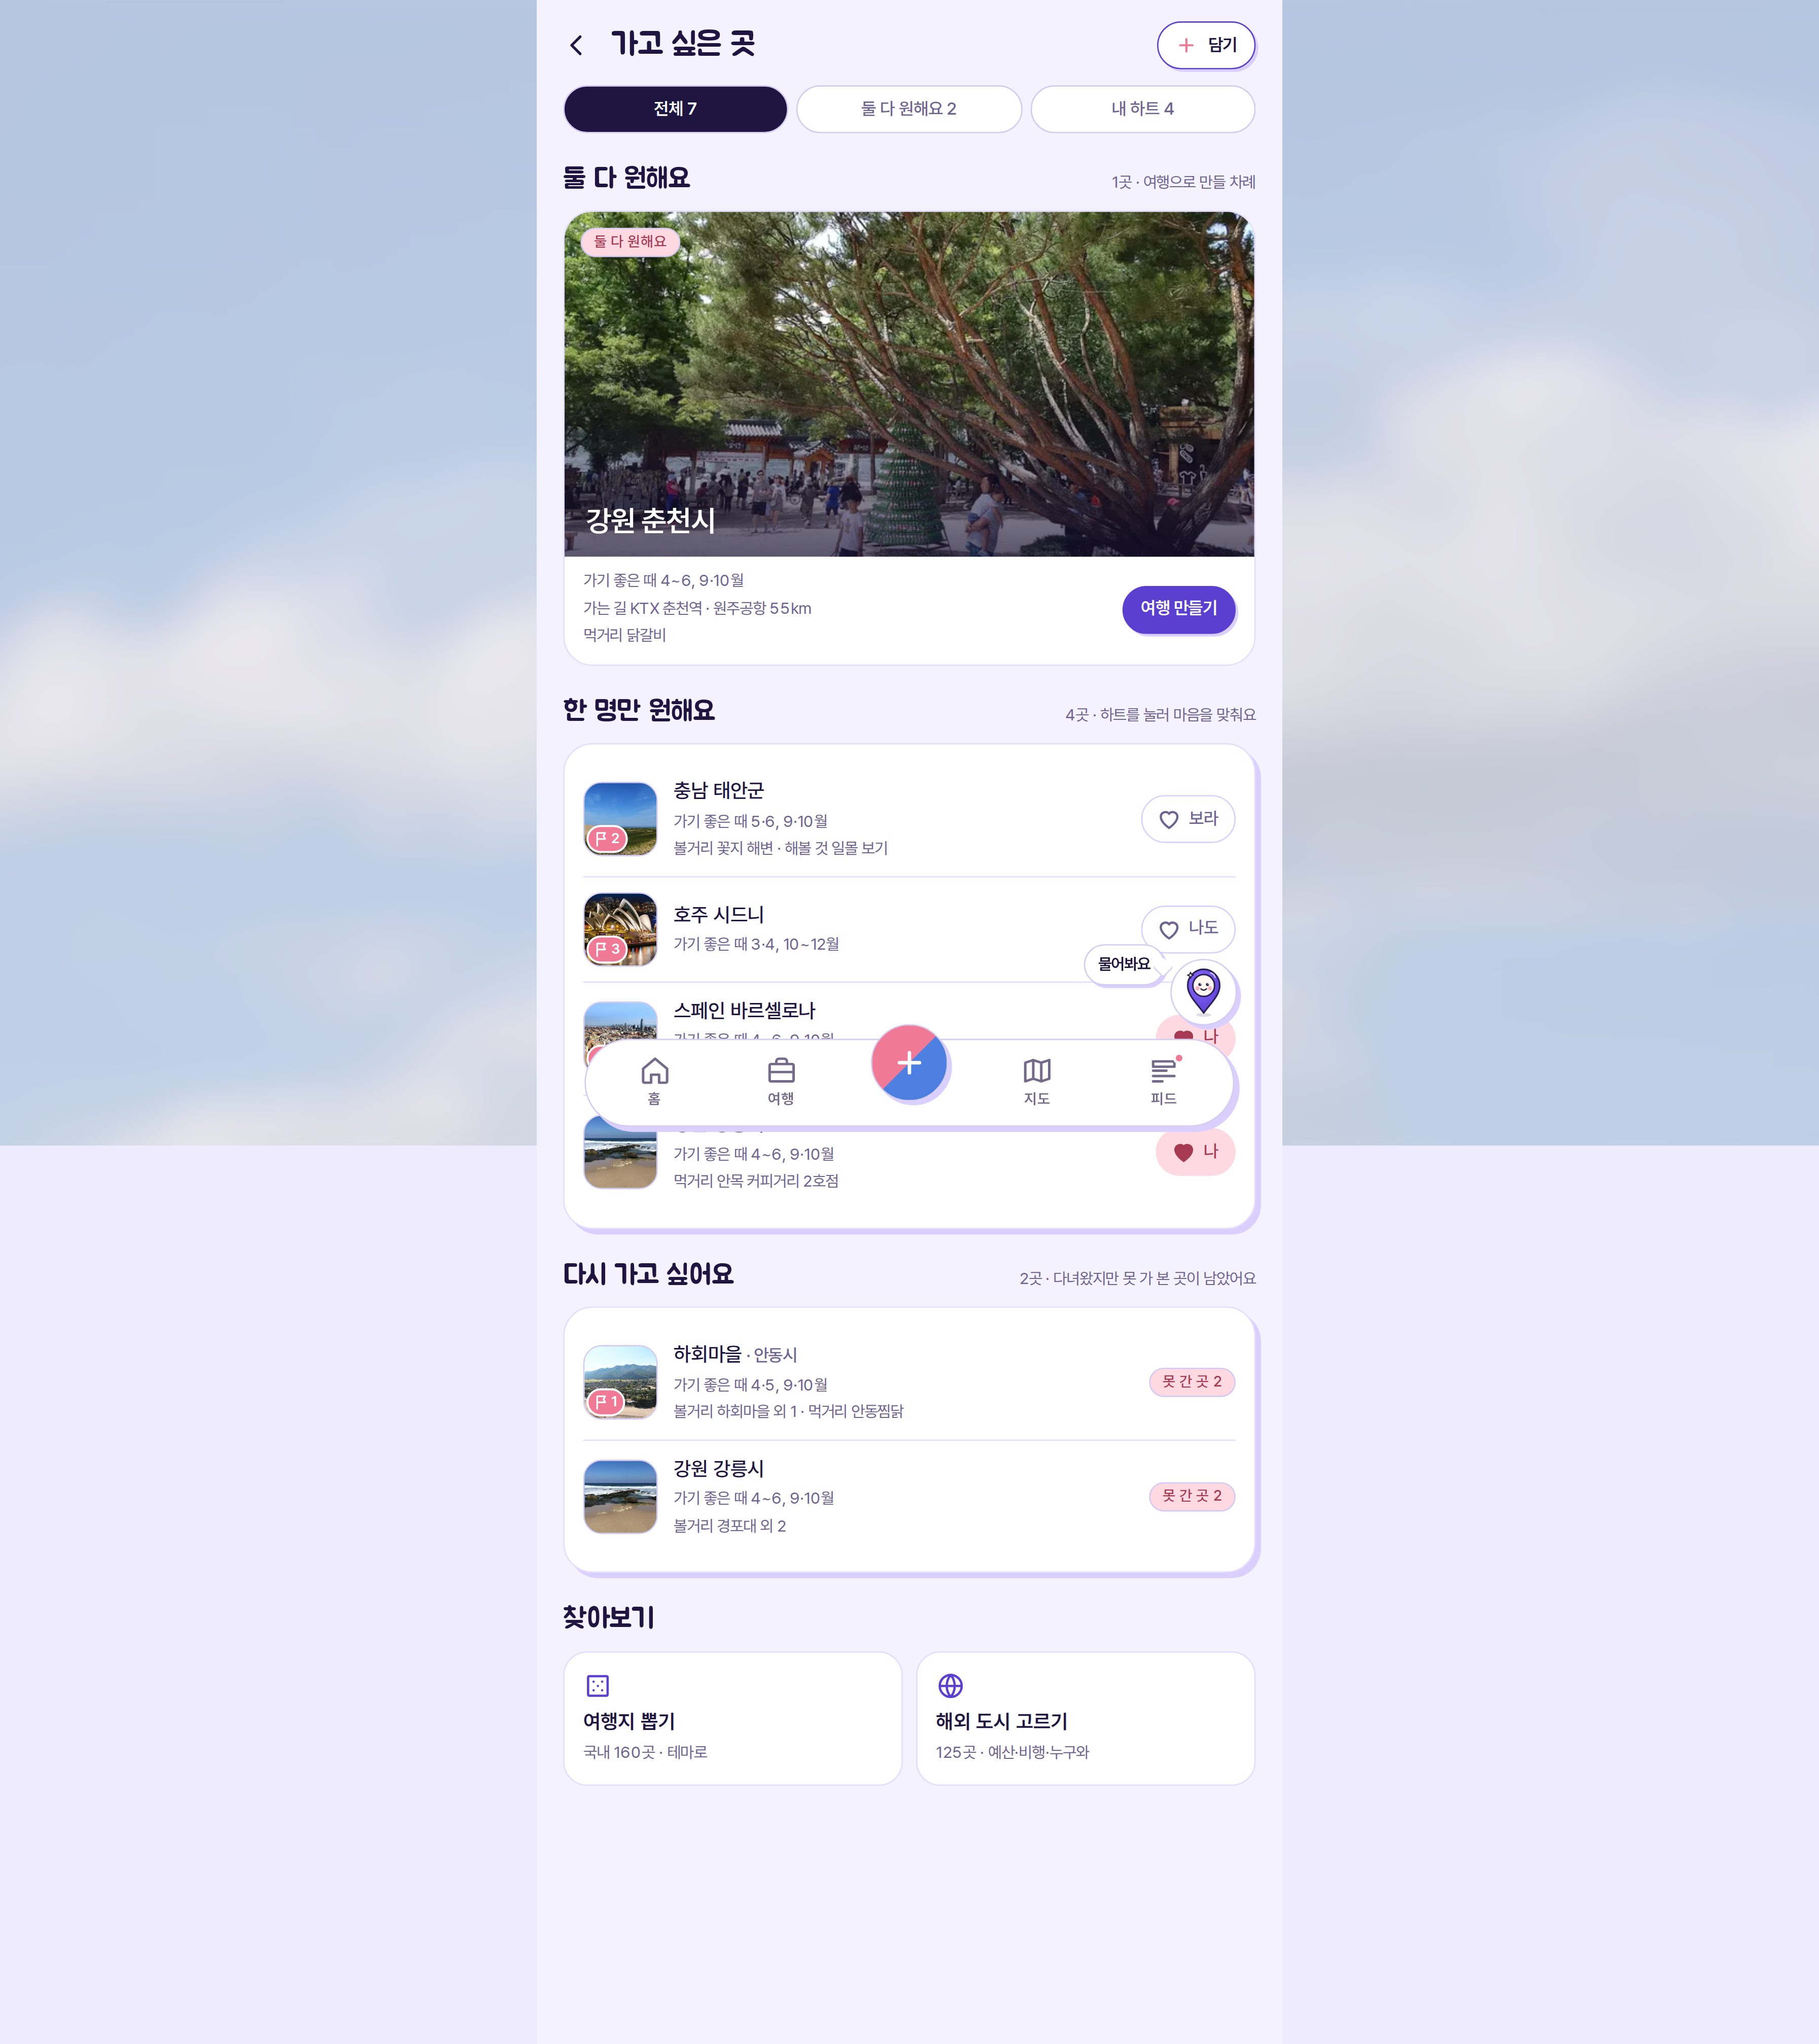 가고 싶은 곳
담기
전체 7
둘 다 원해요 2
내 하트 4
둘 다 원해요
1곳 · 여행으로 만들 차례
둘 다 원해요
강원 춘천시
가기 좋은 때 4~6, 9·10월
가는 길 KTX 춘천역 · 원주공항 55km
먹거리 닭갈비
여행 만들기
한 명만 원해요
4곳 · 하트를 눌러 마음을 맞춰요
충남 태안군
가기 좋은 때 5·6, 9·10월
볼거리 꽃지 해변 · 해볼 것 일몰 보기
2
보라
호주 시드니
가기 좋은 때 3·4, 10~12월
3
나도
물어봐요
스페인 바르셀로나
나
홈
여행
지도
피드
가기 좋은 때 4~6, 9·10월
먹거리 안목 커피거리 2호점
나
다시 가고 싶어요
2곳 · 다녀왔지만 못 가 본 곳이 남았어요
하회마을 · 안동시
가기 좋은 때 4·5, 9·10월
볼거리 하회마을 외 1 · 먹거리 안동찜닭
1
못 간 곳 2
강원 강릉시
가기 좋은 때 4~6, 9·10월
볼거리 경포대 외 2
못 간 곳 2
찾아보기
여행지 뽑기
국내 160곳 · 테마로
해외 도시 고르기
125곳 · 예산·비행·누구와